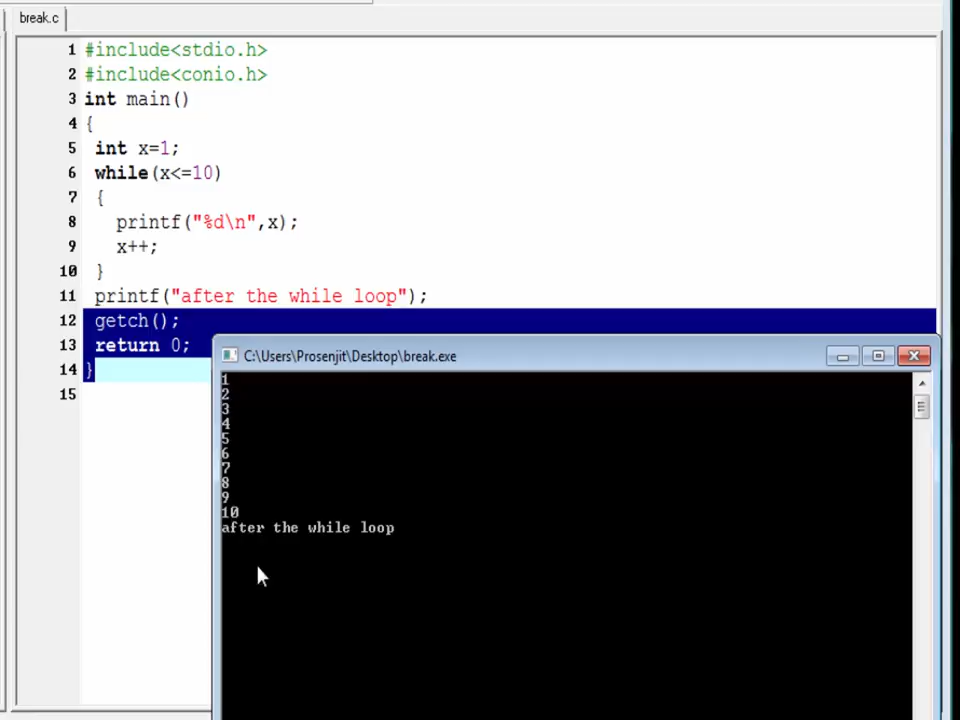 break.c
1 #include<stdio.h>
2 #include<conio.h>
3 int main()
4 {
5 int x=1;
6 while(x<=10)
7 {
8 printf("%d\n",x);
9 x++;
10 }
11 printf("after the while loop");
12 getch();
13 return 0;
14 }
15
C:\Users\Prosenjit\Desktop\break.exe
1
2
3
4
5
6
7
8
9
10
after the while loop